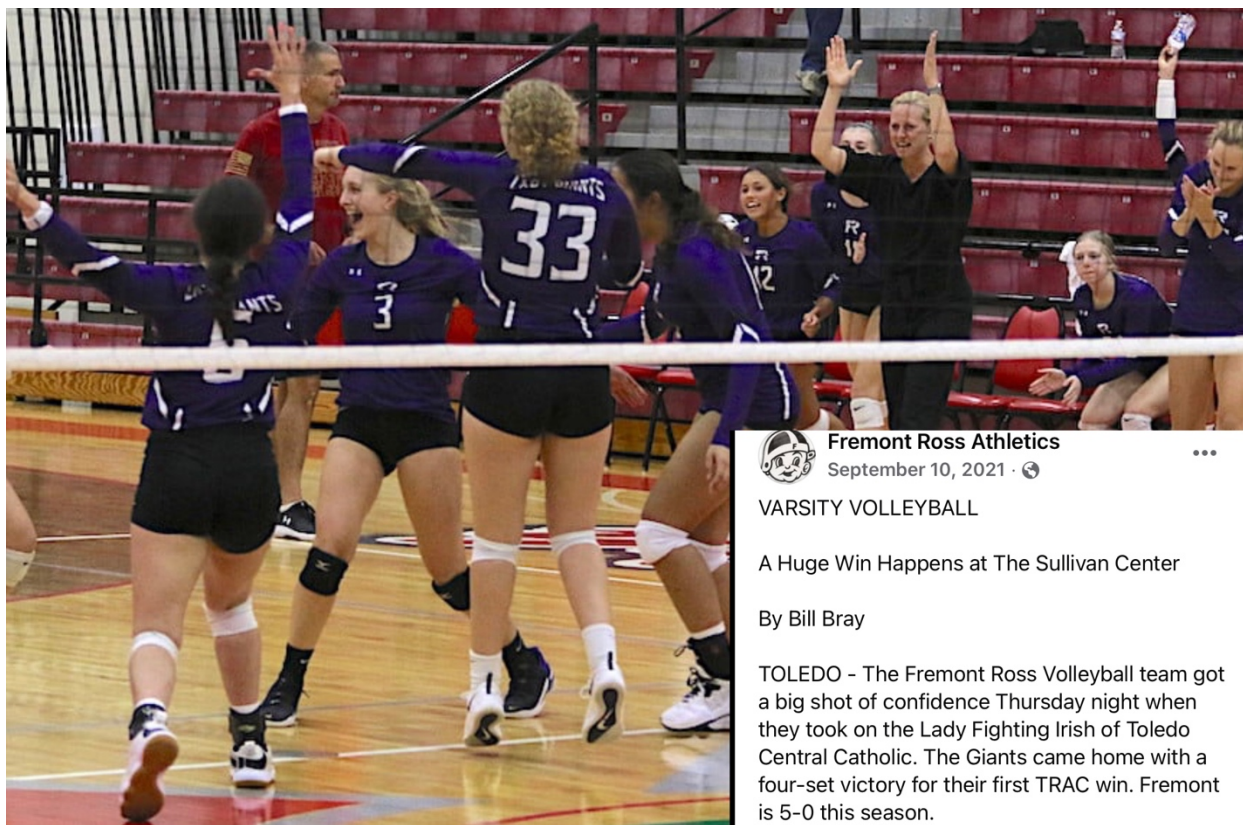 LADY GIANTS
33
3
R
12
R
Fremont Ross Athletics
September 10, 2021
VARSITY VOLLEYBALL
A Huge Win Happens at The Sullivan Center
By Bill Bray
TOLEDO - The Fremont Ross Volleyball team got
a big shot of confidence Thursday night when
they took on the Lady Fighting Irish of Toledo
Central Catholic. The Giants came home with a
four-set victory for their first TRAC win. Fremont
is 5-0 this season.